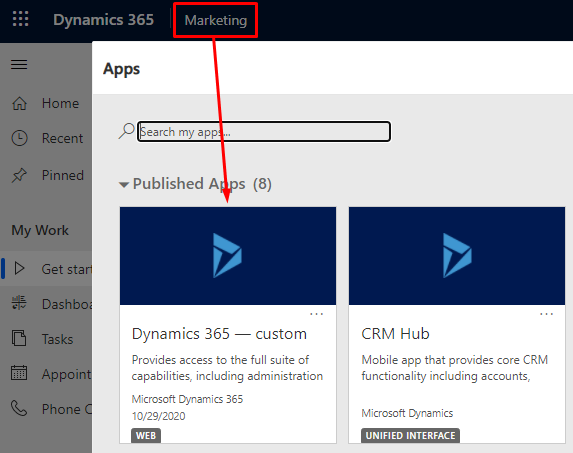 Dynamics 365
Marketing
Apps
Search my apps...
Home
Recent
Pinned
My Work
Get star
Dashboa
Tasks
Appoint
Phone C
Published Apps (8)
Dynamics 365 — custom
Provides access to the full suite of
capabilities, including administration
Microsoft Dynamics 365
10/29/2020
WEB
CRM Hub
Mobile app that provides core CRM
functionality including accounts,
Microsoft Dynamics
UNIFIED INTERFACE